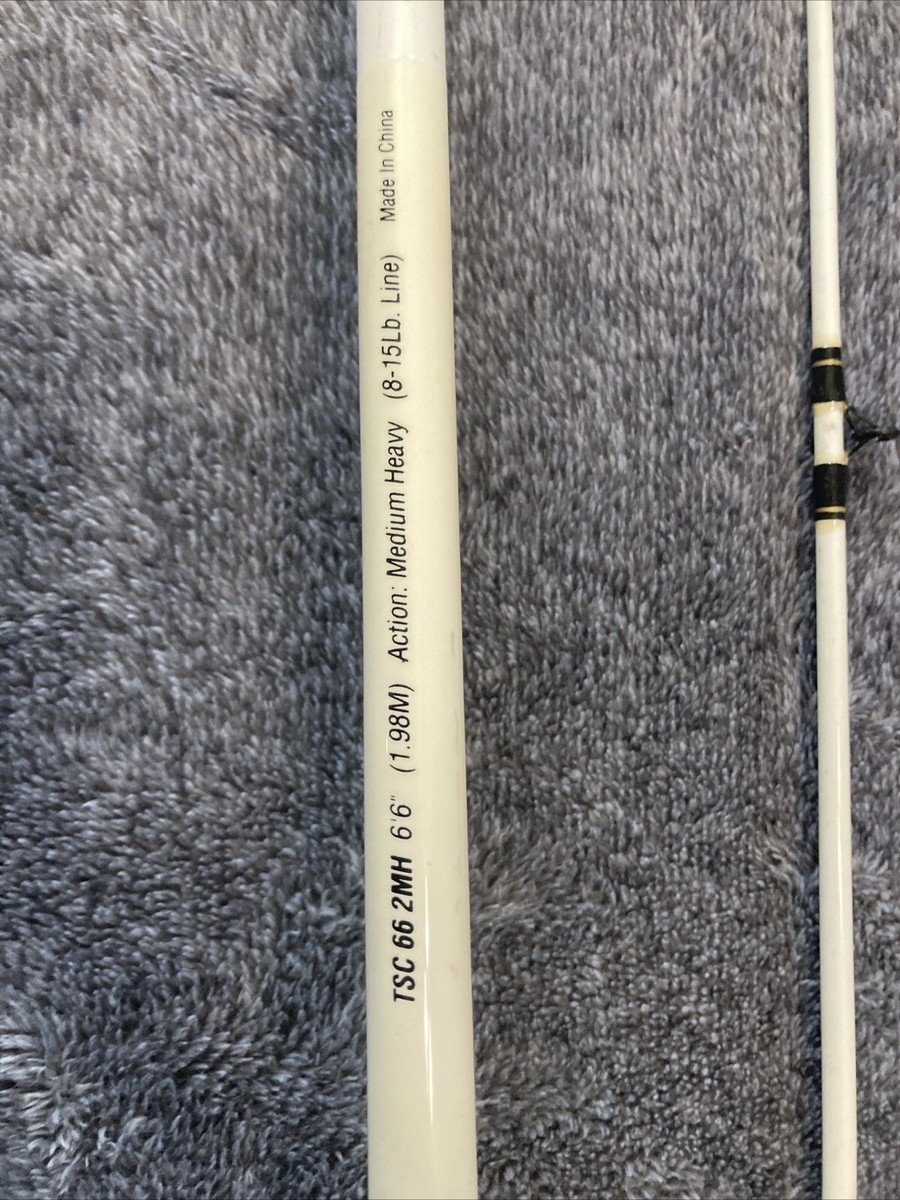 TSC 66 2MH 6'6" (1.98M) Action: Medium Heavy (8-15Lb. Line) Made In China